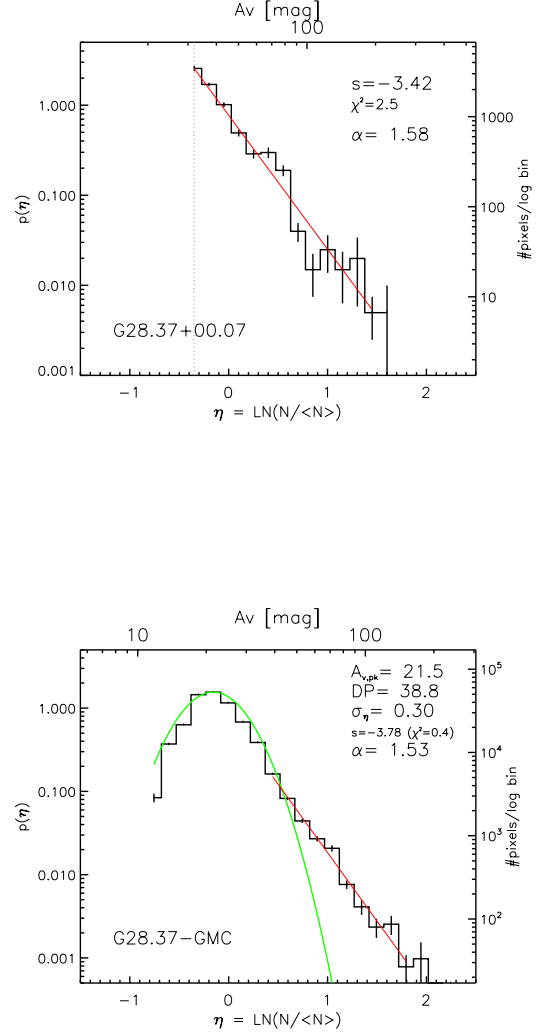 Av [mag]
100
s=−3.42
χ²=2.5
α= 1.58
1.000
0.100
0.010
0.001
p(η)
1000
100
10
#pixels/log bin
G28.37+00.07
−1 0 1 2
η = LN(N/<N>)
Av [mag]
10 100
A_v,pk= 21.5
DP= 38.8
σ_η= 0.30
s=−3.78 (χ²=0.4)
α= 1.53
1.000
0.100
0.010
0.001
p(η)
10⁵
10⁴
10³
10²
#pixels/log bin
G28.37−GMC
−1 0 1 2
η = LN(N/<N>)